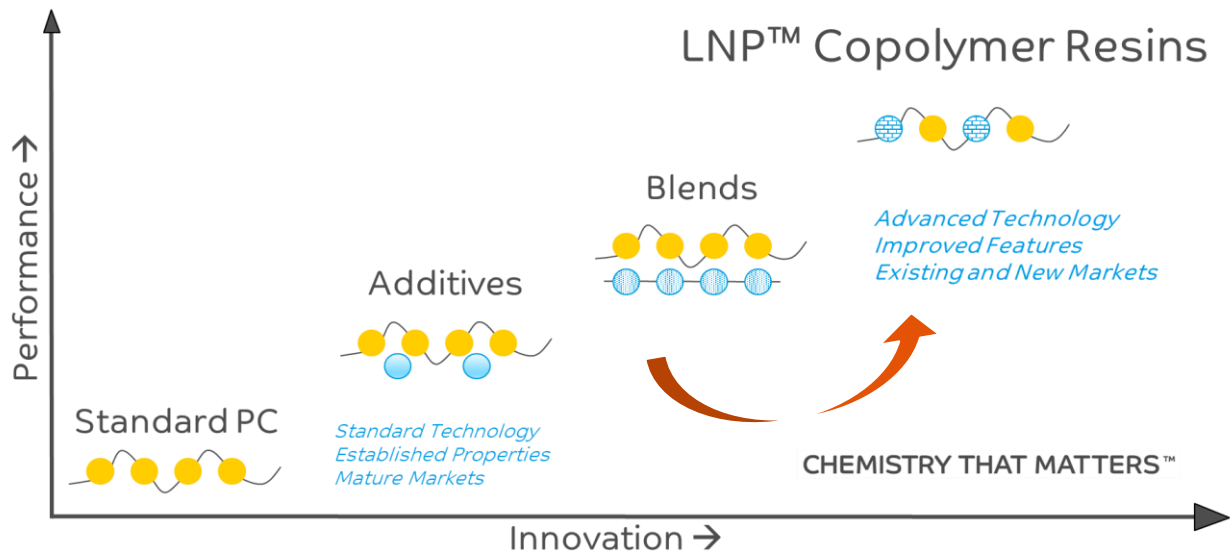 LNP™ Copolymer Resins
Blends
Advanced Technology
Improved Features
Existing and New Markets
Additives
Standard PC
Standard Technology
Established Properties
Mature Markets
CHEMISTRY THAT MATTERS™
Performance →
Innovation →